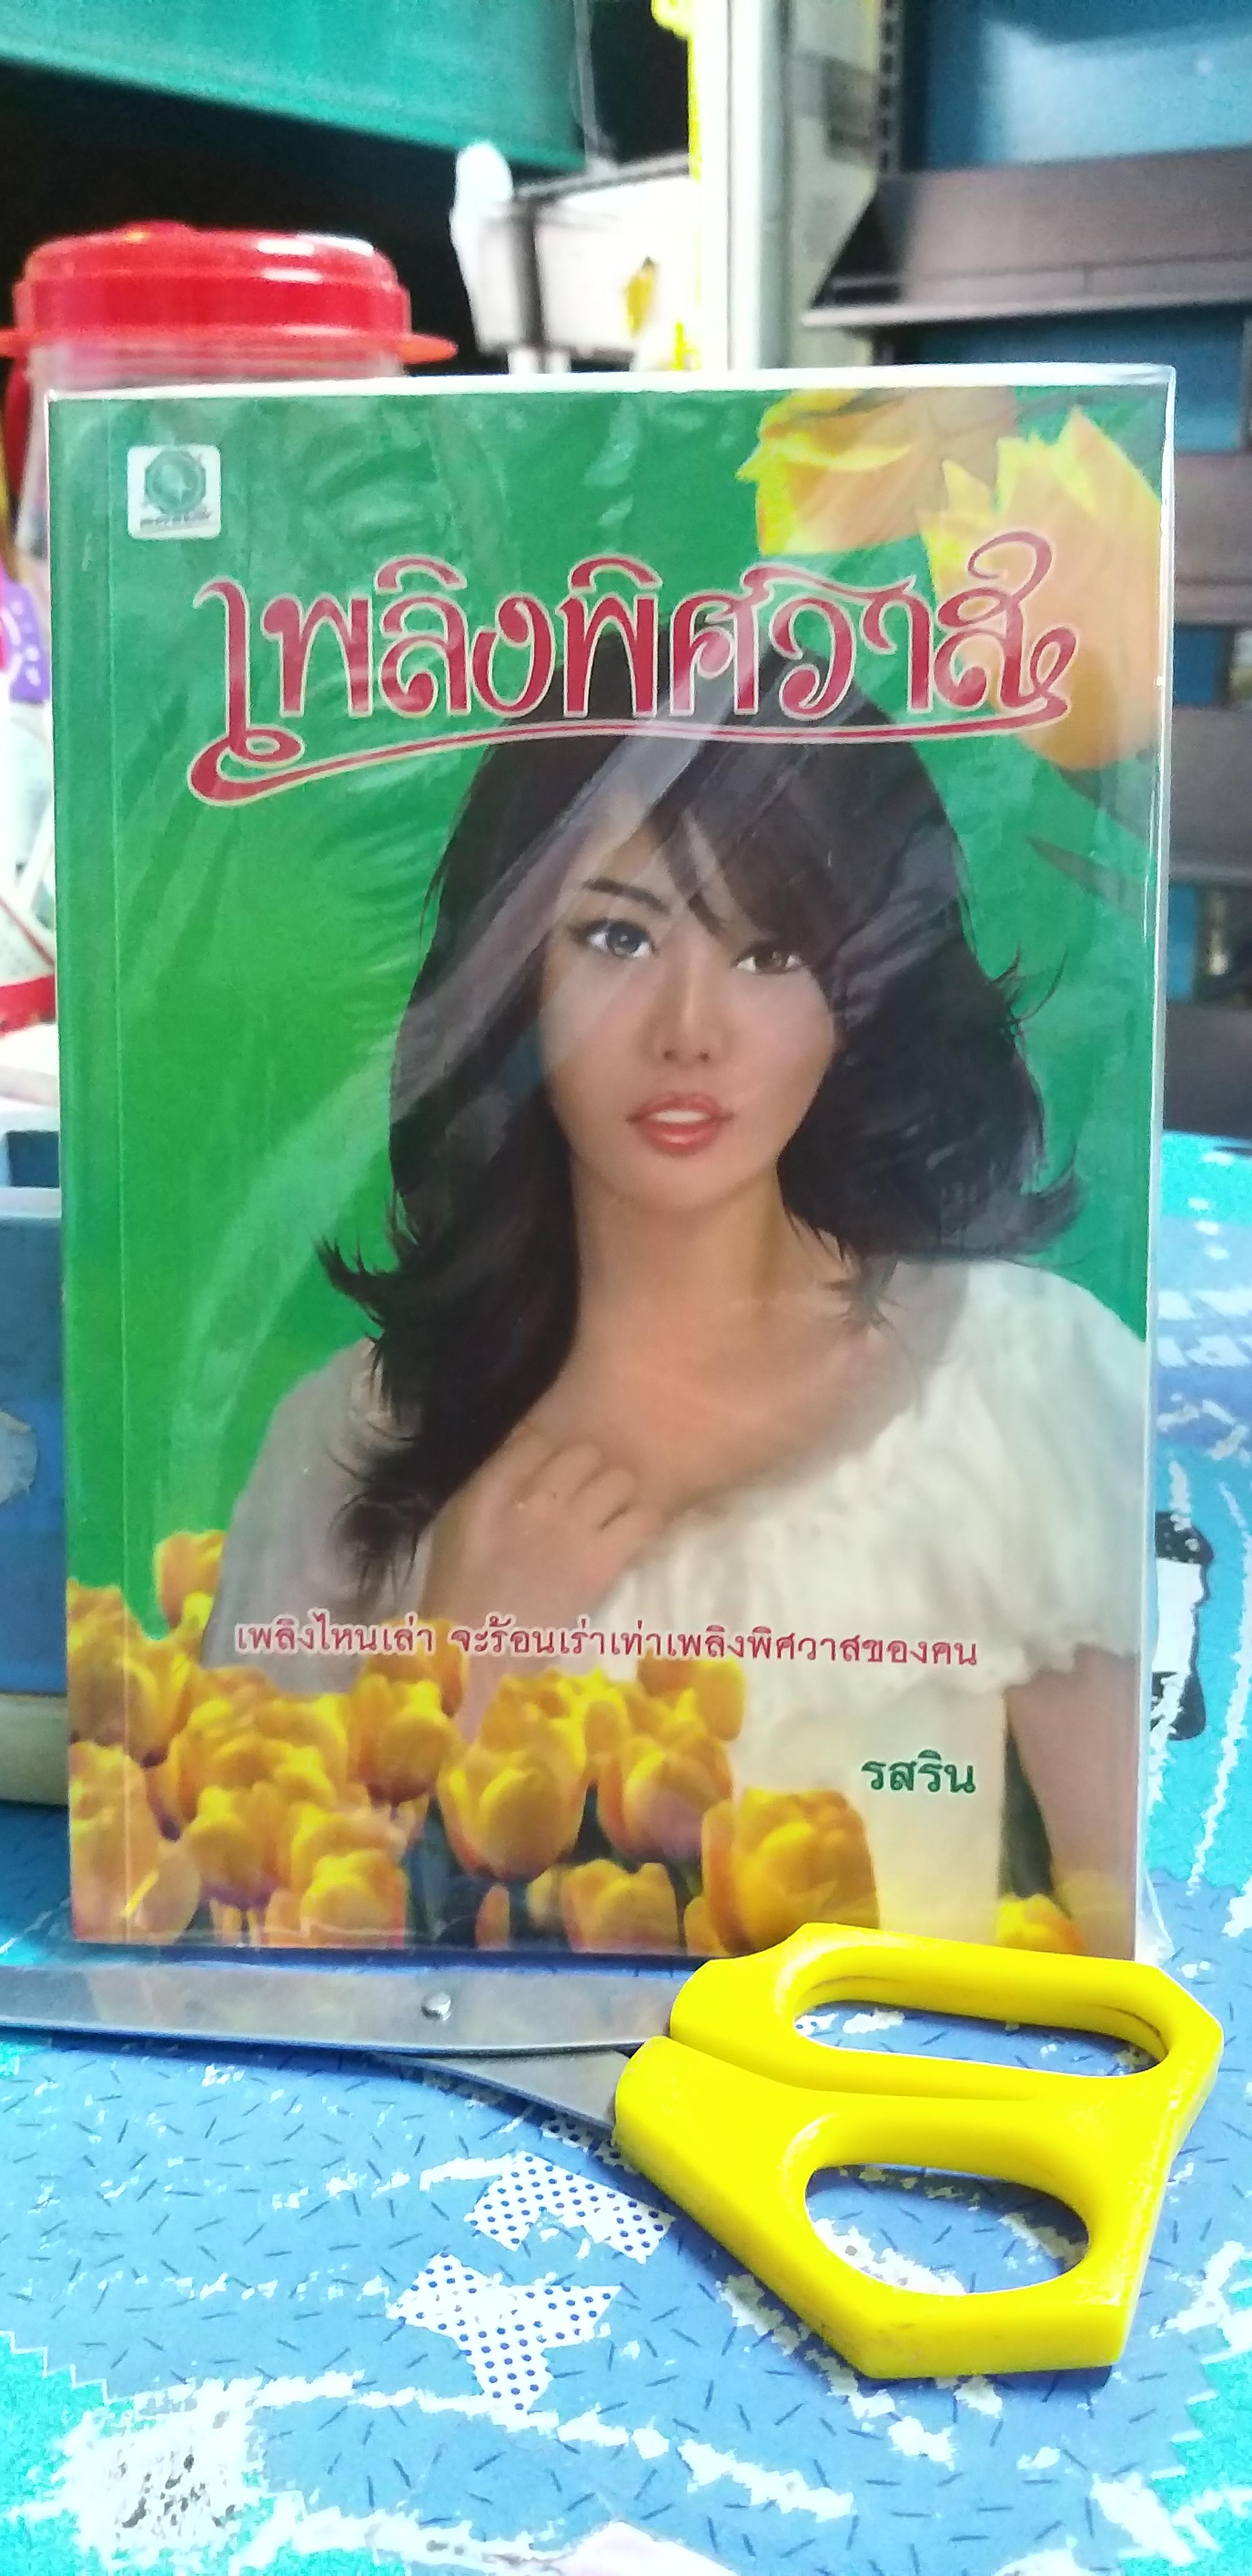 เพลิงพิศวาส
เพลิงไหนเล่า จะร้อนเร่าเท่าเพลิงพิศวาสของคน
รสริน